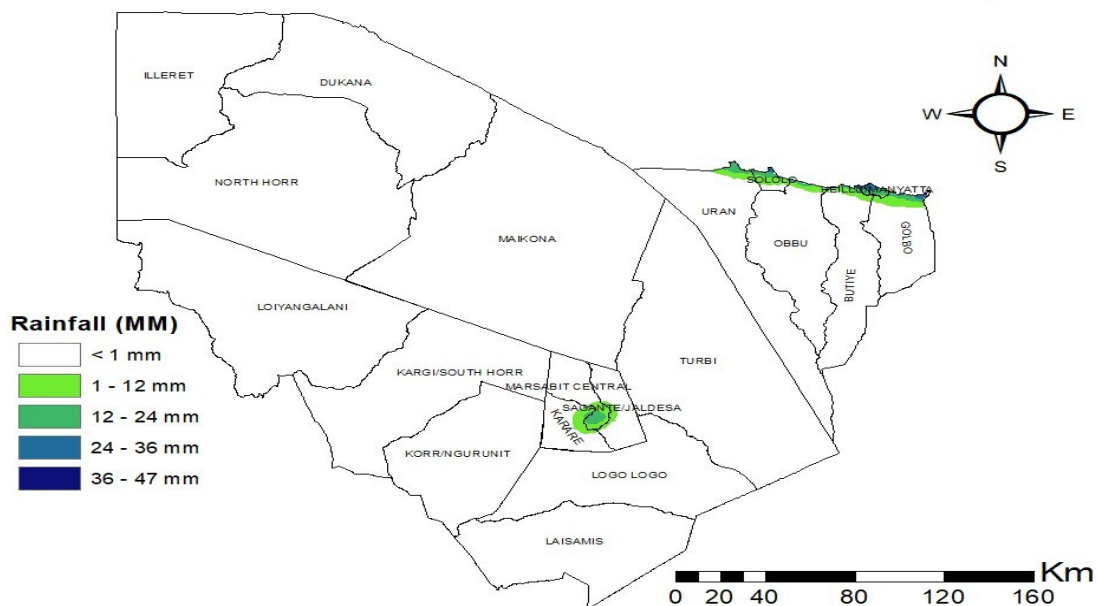 ILLERET
DUKANA
N
W E
S
NORTH HORR
SOLOLO
HEILLU/MANYATTA
URAN
MAIKONA
OBBU
GOLBO
BUTIYE
LOIYANGALANI
Rainfall (MM)
< 1 mm
1 - 12 mm
12 - 24 mm
24 - 36 mm
36 - 47 mm
TURBI
KARGI/SOUTH HORR
MARSABIT CENTRAL
SAGANTE/JALDESA
KARARE
KORR/NGURUNIT
LOGO LOGO
LAISAMIS
Km
0 20 40 80 120 160